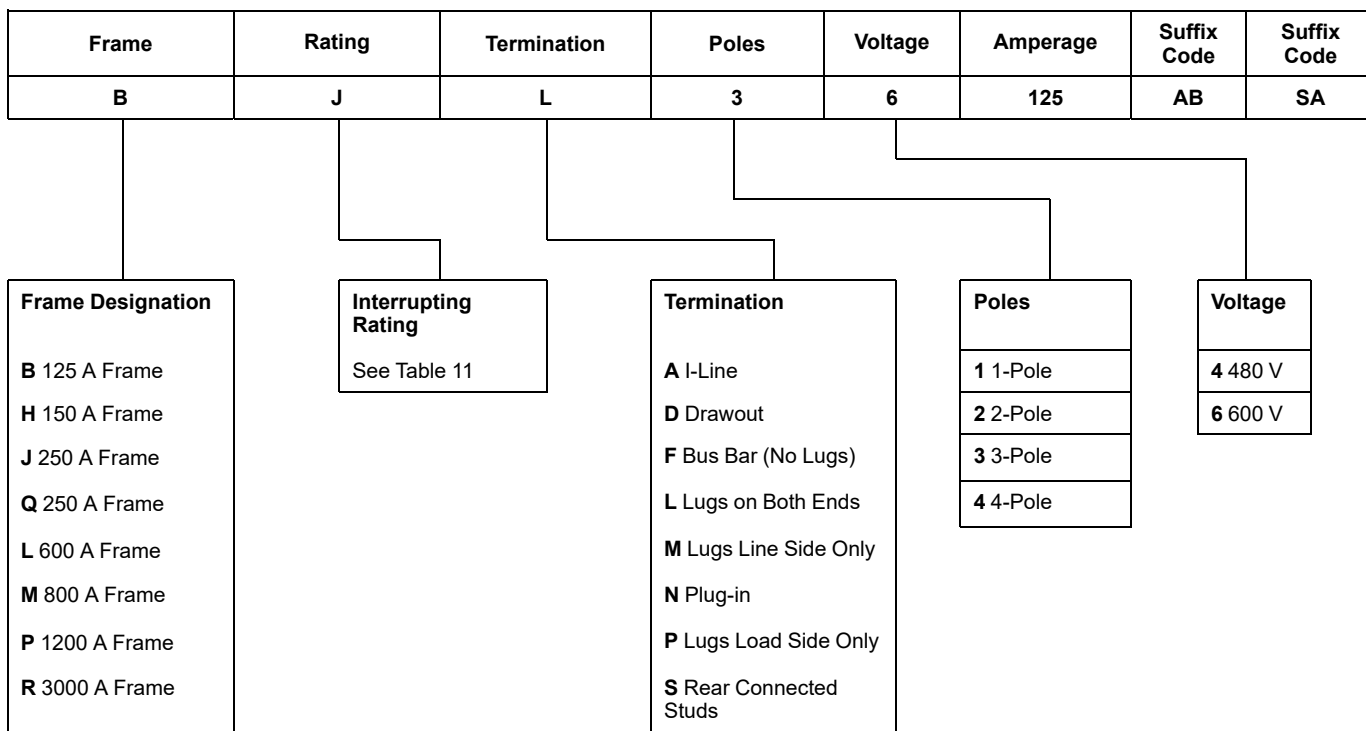 Frame Rating Termination Poles Voltage Amperage Suffix Code Suffix Code
B J L 3 6 125 AB SA
Frame Designation
B 125 A Frame
H 150 A Frame
J 250 A Frame
Q 250 A Frame
L 600 A Frame
M 800 A Frame
P 1200 A Frame
R 3000 A Frame
Interrupting
Rating
See Table 11
Termination
A I-Line
D Drawout
F Bus Bar (No Lugs)
L Lugs on Both Ends
M Lugs Line Side Only
N Plug-in
P Lugs Load Side Only
S Rear Connected
Studs
Poles
1 1-Pole
2 2-Pole
3 3-Pole
4 4-Pole
Voltage
4 480 V
6 600 V